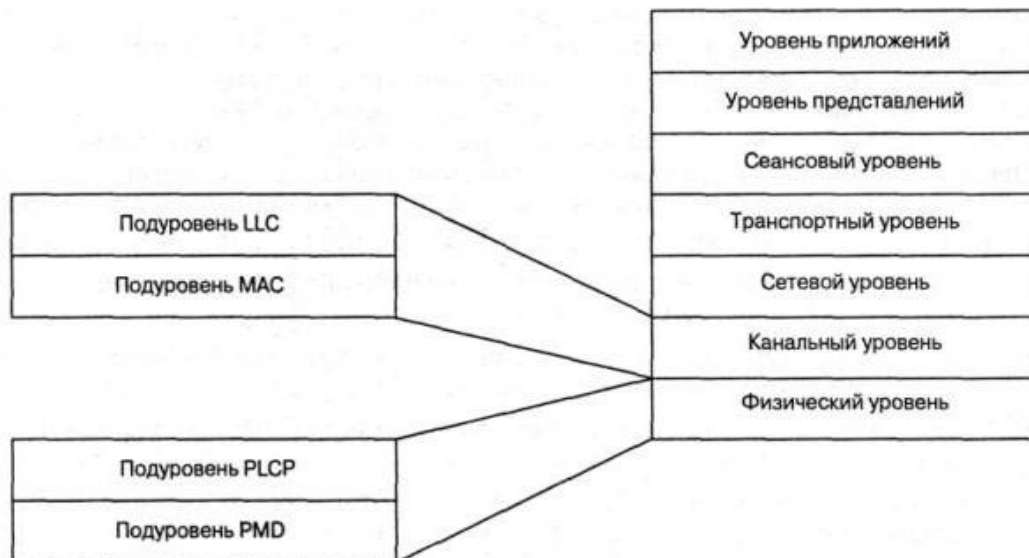 Уровень приложений
Уровень представлений
Сеансовый уровень
Транспортный уровень
Сетевой уровень
Канальный уровень
Физический уровень
Подуровень LLC
Подуровень MAC
Подуровень PLCP
Подуровень PMD